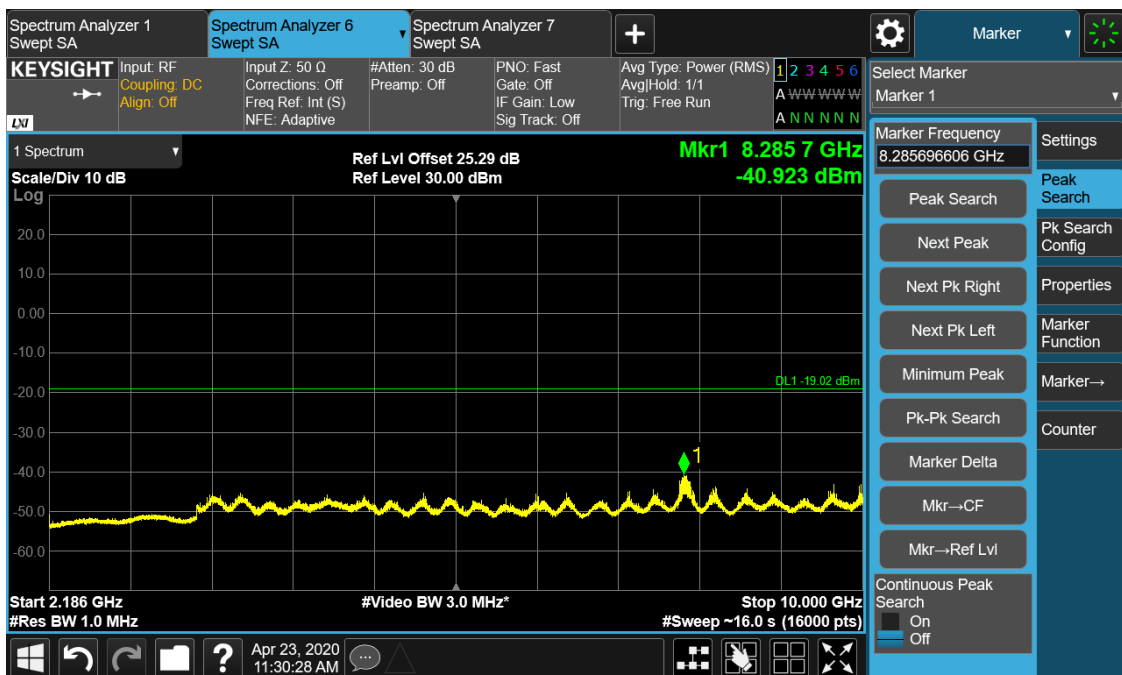 Spectrum Analyzer 1
Swept SA
Spectrum Analyzer 6
Swept SA
Spectrum Analyzer 7
Swept SA
+
Marker
KEYSIGHT
LXI
Input: RF
Coupling: DC
Align: Off
Input Z: 50 Ω
Corrections: Off
Freq Ref: Int (S)
NFE: Adaptive
#Atten: 30 dB
Preamp: Off
PNO: Fast
Gate: Off
IF Gain: Low
Sig Track: Off
Avg Type: Power (RMS)
Avg|Hold: 1/1
Trig: Free Run
1 2 3 4 5 6
A W W W W W
A N N N N N
Select Marker
Marker 1
1 Spectrum
Scale/Div 10 dB
Log
Ref Lvl Offset 25.29 dB
Ref Level 30.00 dBm
Mkr1 8.285 7 GHz
-40.923 dBm
20.0
10.0
0.00
-10.0
DL1 -19.02 dBm
-20.0
-30.0
1
-40.0
-50.0
-60.0
Start 2.186 GHz
#Res BW 1.0 MHz
#Video BW 3.0 MHz*
Stop 10.000 GHz
#Sweep ~16.0 s (16000 pts)
Marker Frequency
8.285696606 GHz
Peak Search
Next Peak
Next Pk Right
Next Pk Left
Minimum Peak
Pk-Pk Search
Marker Delta
Mkr→CF
Mkr→Ref Lvl
Continuous Peak
Search
On
Off
Settings
Peak
Search
Pk Search
Config
Properties
Marker
Function
Marker→
Counter
?
Apr 23, 2020
11:30:28 AM